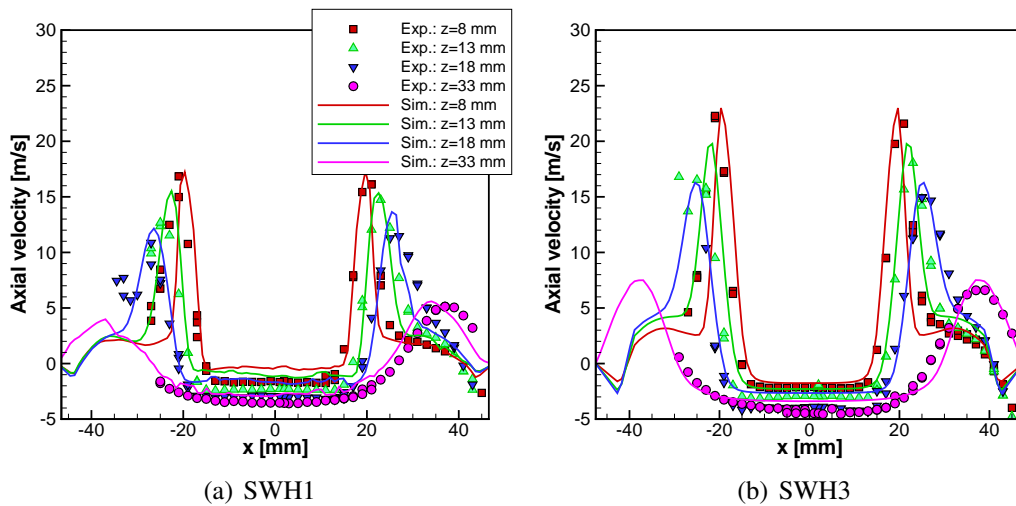 30
25
20
15
10
5
0
-5
Axial velocity [m/s]
-40
-20
0
20
40
x [mm]
Exp.: z=8 mm
Exp.: z=13 mm
Exp.: z=18 mm
Exp.: z=33 mm
Sim.: z=8 mm
Sim.: z=13 mm
Sim.: z=18 mm
Sim.: z=33 mm
(a) SWH1
30
25
20
15
10
5
0
-5
Axial velocity [m/s]
-40
-20
0
20
40
x [mm]
(b) SWH3